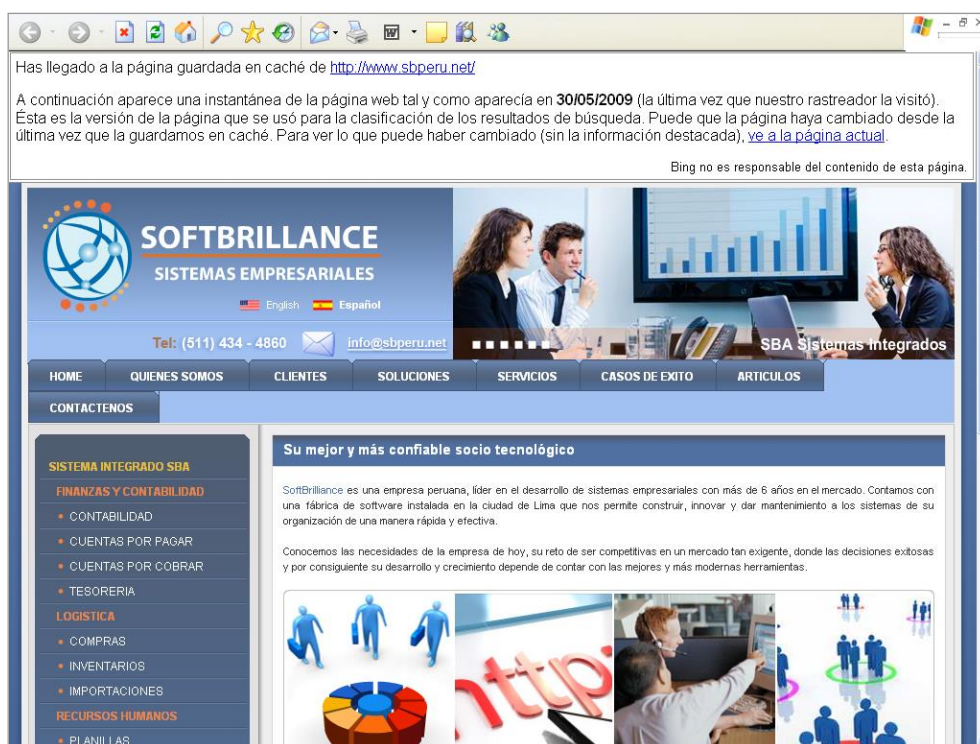 Has llegado a la página guardada en caché de http://www.sbperu.net/
A continuación aparece una instantánea de la página web tal y como aparecía en 30/05/2009 (la última vez que nuestro rastreador la visitó).
Ésta es la versión de la página que se usó para la clasificación de los resultados de búsqueda. Puede que la página haya cambiado desde la
última vez que la guardamos en caché. Para ver lo que puede haber cambiado (sin la información destacada), ve a la página actual.
Bing no es responsable del contenido de esta página.
SOFTBRILLANCE
SISTEMAS EMPRESARIALES
English Español
Tel: (511) 434 - 4860 info@sbperu.net
SBA Sistemas Integrados
HOME QUIENES SOMOS CLIENTES SOLUCIONES SERVICIOS CASOS DE EXITO ARTICULOS
CONTACTENOS
SISTEMA INTEGRADO SBA
FINANZAS Y CONTABILIDAD
• CONTABILIDAD
• CUENTAS POR PAGAR
• CUENTAS POR COBRAR
• TESORERIA
LOGISTICA
• COMPRAS
• INVENTARIOS
• IMPORTACIONES
RECURSOS HUMANOS
• PLANILLAS
Su mejor y más confiable socio tecnológico
SoftBrilliance es una empresa peruana, líder en el desarrollo de sistemas empresariales con más de 6 años en el mercado. Contamos con
una fábrica de software instalada en la ciudad de Lima que nos permite construir, innovar y dar mantenimiento a los sistemas de su
organización de una manera rápida y efectiva.
Conocemos las necesidades de la empresa de hoy, su reto de ser competitivas en un mercado tan exigente, donde las decisiones exitosas
y por consiguiente su desarrollo y crecimiento depende de contar con las mejores y más modernas herramientas.
http: